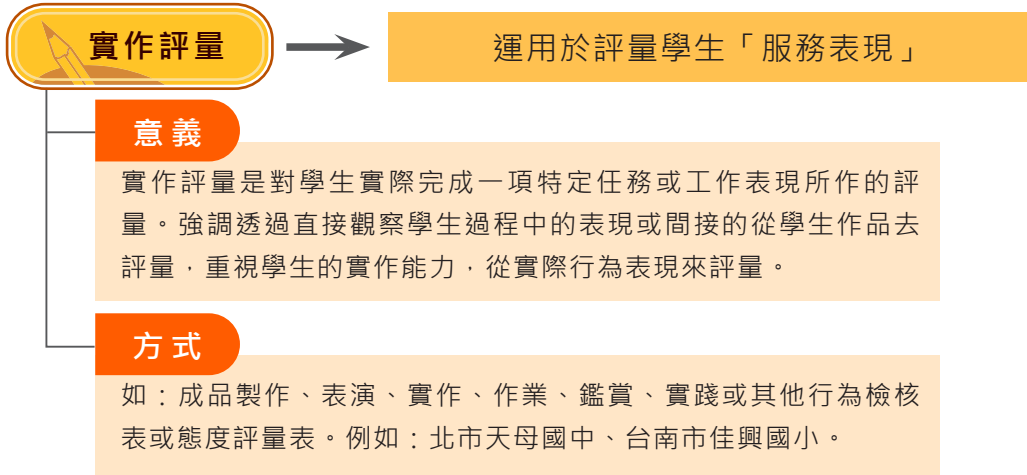 實作評量
運用於評量學生「服務表現」
意義
實作評量是對學生實際完成一項特定任務或工作表現所作的評
量。強調透過直接觀察學生過程中的表現或間接的從學生作品去
評量，重視學生的實作能力，從實際行為表現來評量。
方式
如：成品製作、表演、實作、作業、鑑賞、實踐或其他行為檢核
表或態度評量表。例如：北市天母國中、台南市佳興國小。